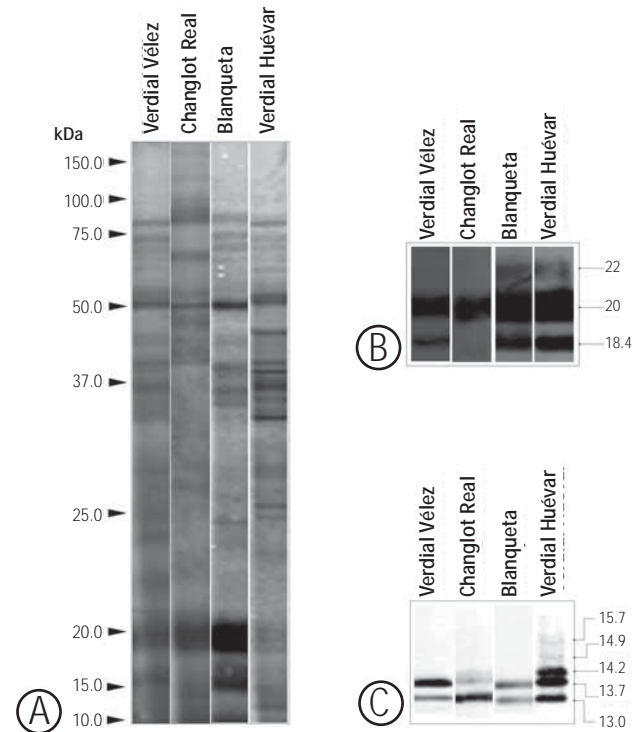 Verdial Vélez
Changlot Real
Blanqueta
Verdial Huévar
kDa
150.0
100.0
75.0
50.0
37.0
25.0
20.0
15.0
10.0
A
Verdial Vélez
Changlot Real
Blanqueta
Verdial Huévar
22
20
18.4
B
Verdial Vélez
Changlot Real
Blanqueta
Verdial Huévar
15.7
14.9
14.2
13.7
13.0
C